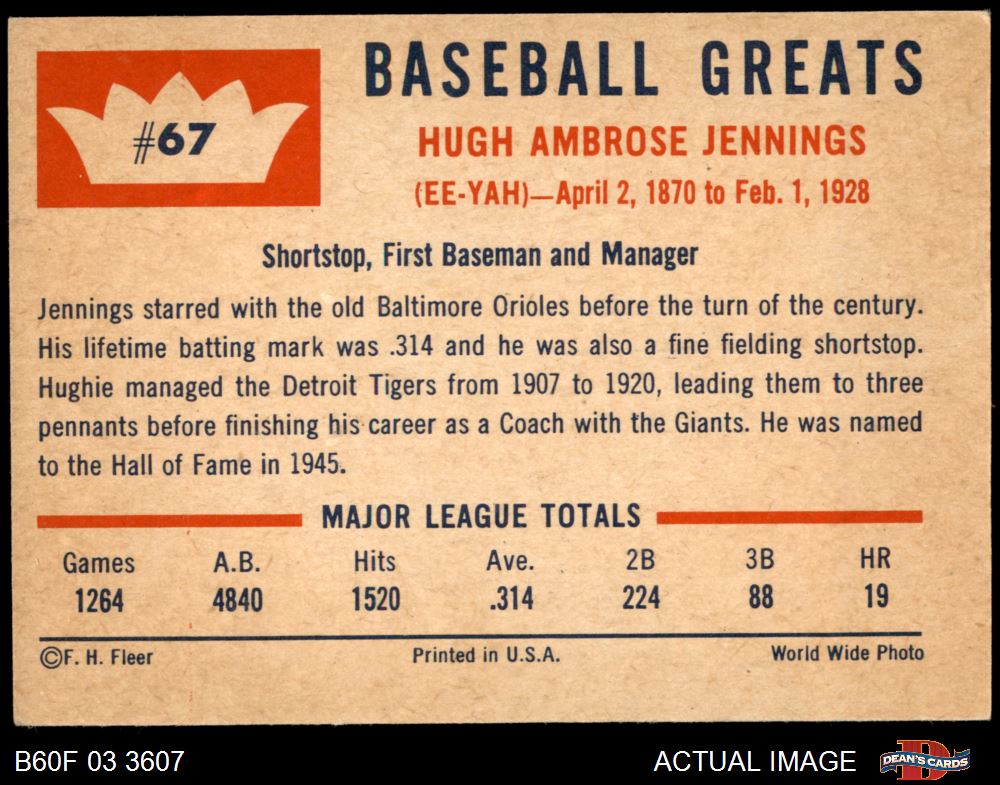 #67
BASEBALL GREATS
HUGH AMBROSE JENNINGS
(EE-YAH)—April 2, 1870 to Feb. 1, 1928
Shortstop, First Baseman and Manager
Jennings starred with the old Baltimore Orioles before the turn of the century.
His lifetime batting mark was .314 and he was also a fine fielding shortstop.
Hughie managed the Detroit Tigers from 1907 to 1920, leading them to three
pennants before finishing his career as a Coach with the Giants. He was named
to the Hall of Fame in 1945.
MAJOR LEAGUE TOTALS
Games A.B. Hits Ave. 2B 3B HR
1264 4840 1520 .314 224 88 19
©F. H. Fleer Printed in U.S.A. World Wide Photo
B60F 03 3607 ACTUAL IMAGE D DEAN'S CARDS